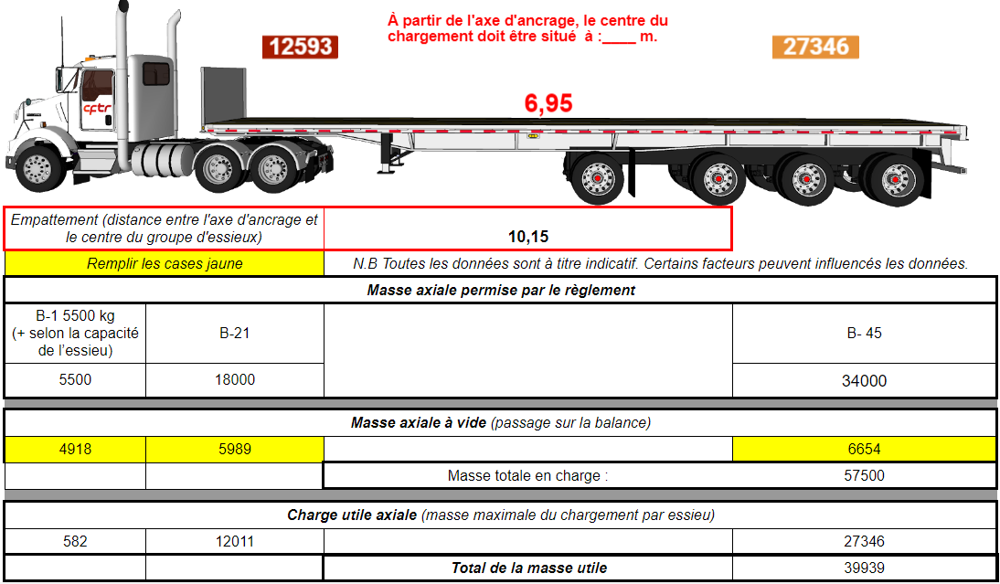 À partir de l'axe d'ancrage, le centre du
chargement doit être situé à :____ m.
12593
27346
6,95
cftr
Empattement (distance entre l'axe d'ancrage et
le centre du groupe d'essieux)
10,15
Remplir les cases jaune
N.B Toutes les données sont à titre indicatif. Certains facteurs peuvent influencés les données.
Masse axiale permise par le règlement
B-1 5500 kg
(+ selon la capacité
de l'essieu)
B-21
B- 45
5500
18000
34000
Masse axiale à vide (passage sur la balance)
4918
5989
6654
Masse totale en charge :
57500
Charge utile axiale (masse maximale du chargement par essieu)
582
12011
27346
Total de la masse utile
39939